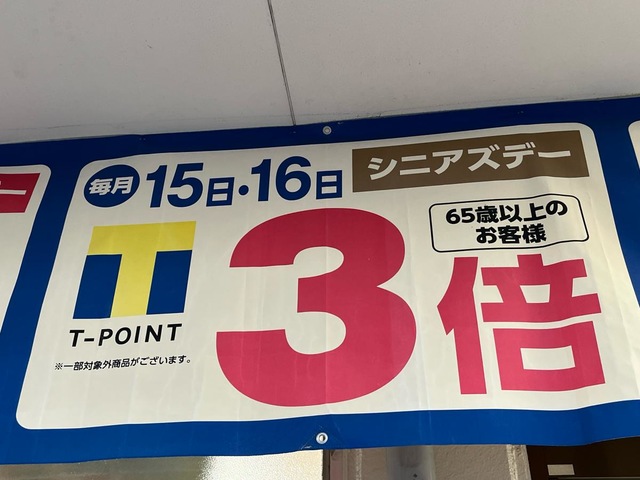 毎月 15日・16日 シニアズデー
65歳以上の
お客様
3倍
T
T-POINT
※一部対象外商品がございます。